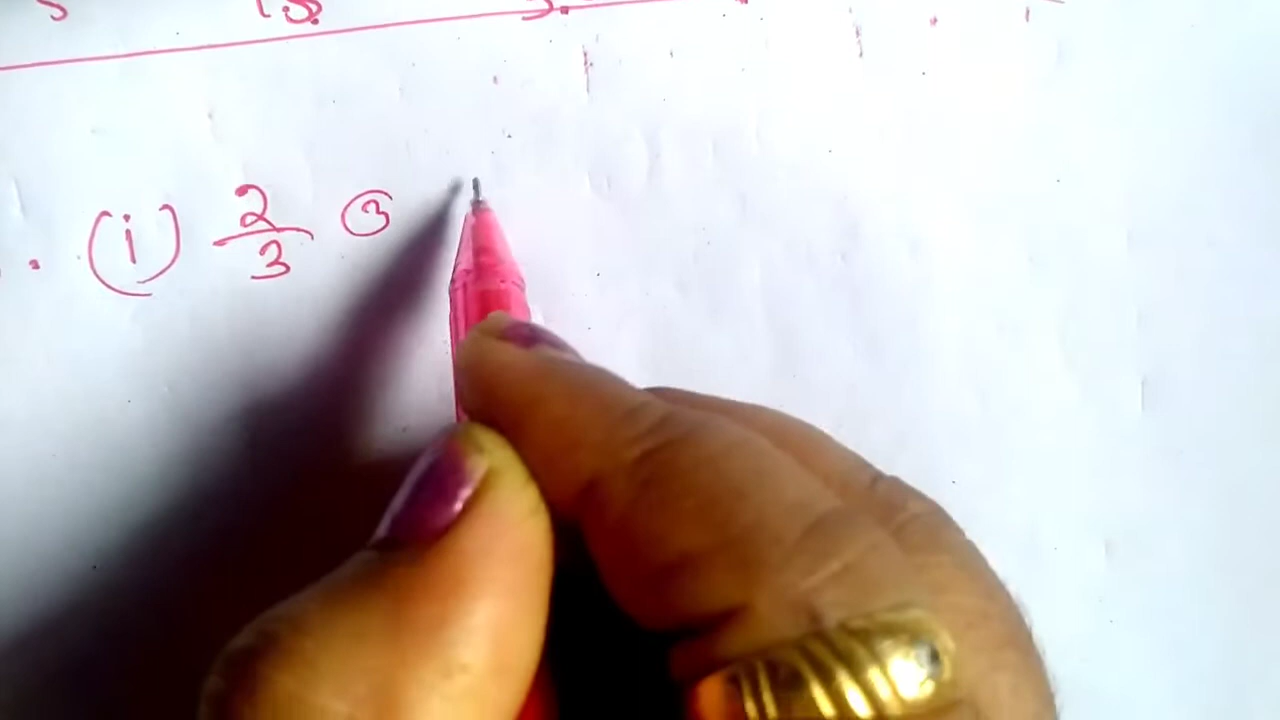 (i) 2/3 ③